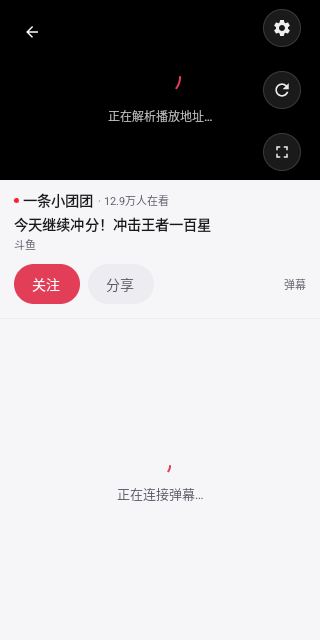 正在解析播放地址...
一条小团团 · 12.9万人在看
今天继续冲分！冲击王者一百星
斗鱼
关注 分享 弹幕
正在连接弹幕...